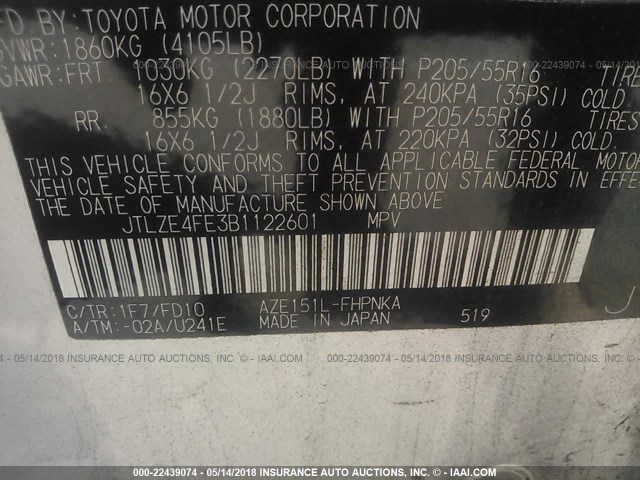 FD.BY:TOYOTA MOTOR CORPORATION
GVWR:1860KG (4105LB)
GAWR:FRT. 1030KG (2270LB) WITH P205/55R16 TIRE
16X6 1/2J RIMS, AT 240KPA (35PSI) COLD
RR. 855KG (1880LB) WITH P205/55R16 TIRES
16X6 1/2J RIMS, AT 220KPA (32PSI) COLD.
THIS VEHICLE CONFORMS TO ALL APPLICABLE FEDERAL MOTOR
VEHICLE SAFETY AND THEFT PREVENTION STANDARDS IN EFFE
THE DATE OF MANUFACTURE SHOWN ABOVE.
JTLZE4FE3B1122601 MPV
C/TR:1F7/FD10 AZE151L-FHPNKA
A/TM:-02A/U241E MADE IN JAPAN 519 J
000-22439074 - 05/14/2018 INSURANCE AUTO AUCTIONS, INC. - © - IAAI.COM